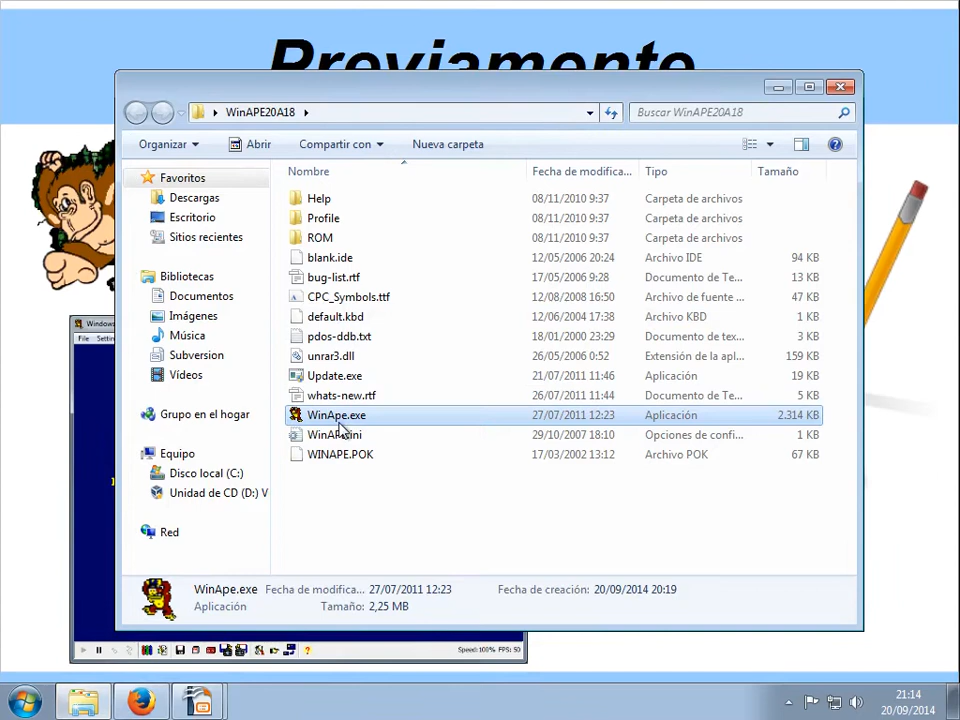 Previamente
WinAPE20A18
Buscar WinAPE20A18
Organizar
Abrir
Compartir con
Nueva carpeta
Nombre
Fecha de modifica...
Tipo
Tamaño
Favoritos
Descargas
Escritorio
Sitios recientes
Bibliotecas
Documentos
Imágenes
Música
Subversion
Vídeos
Grupo en el hogar
Equipo
Disco local (C:)
Unidad de CD (D:) V
Red
Help 08/11/2010 9:37 Carpeta de archivos
Profile 08/11/2010 9:37 Carpeta de archivos
ROM 08/11/2010 9:37 Carpeta de archivos
blank.ide 12/05/2006 20:24 Archivo IDE 94 KB
bug-list.rtf 17/05/2006 9:28 Documento de Te... 13 KB
CPC_Symbols.ttf 12/08/2008 16:50 Archivo de fuente ... 47 KB
default.kbd 12/06/2004 17:38 Archivo KBD 1 KB
pdos-ddb.txt 18/01/2000 23:29 Documento de tex... 3 KB
unrar3.dll 26/05/2006 0:52 Extensión de la apl... 159 KB
Update.exe 21/07/2011 11:46 Aplicación 19 KB
whats-new.rtf 26/07/2011 11:44 Documento de Te... 5 KB
WinApe.exe 27/07/2011 12:23 Aplicación 2.314 KB
29/10/2007 18:10 Opciones de confi... 1 KB
WINAPE.POK 17/03/2002 13:12 Archivo POK 67 KB
WinApe.exe Fecha de modifica... 27/07/2011 12:23 Fecha de creación: 20/09/2014 20:19
Aplicación Tamaño: 2,25 MB
Windows
File Settin
Speed:100% FPS: 50
21:14
20/09/2014